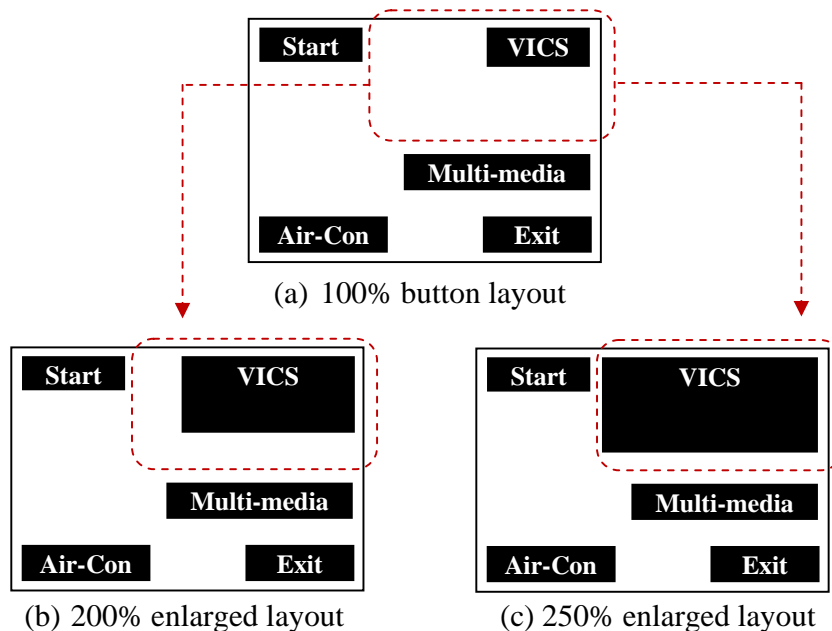 Start VICS
Multi-media
Air-Con Exit
(a) 100% button layout
Start VICS
Multi-media
Air-Con Exit
(b) 200% enlarged layout
Start VICS
Multi-media
Air-Con Exit
(c) 250% enlarged layout